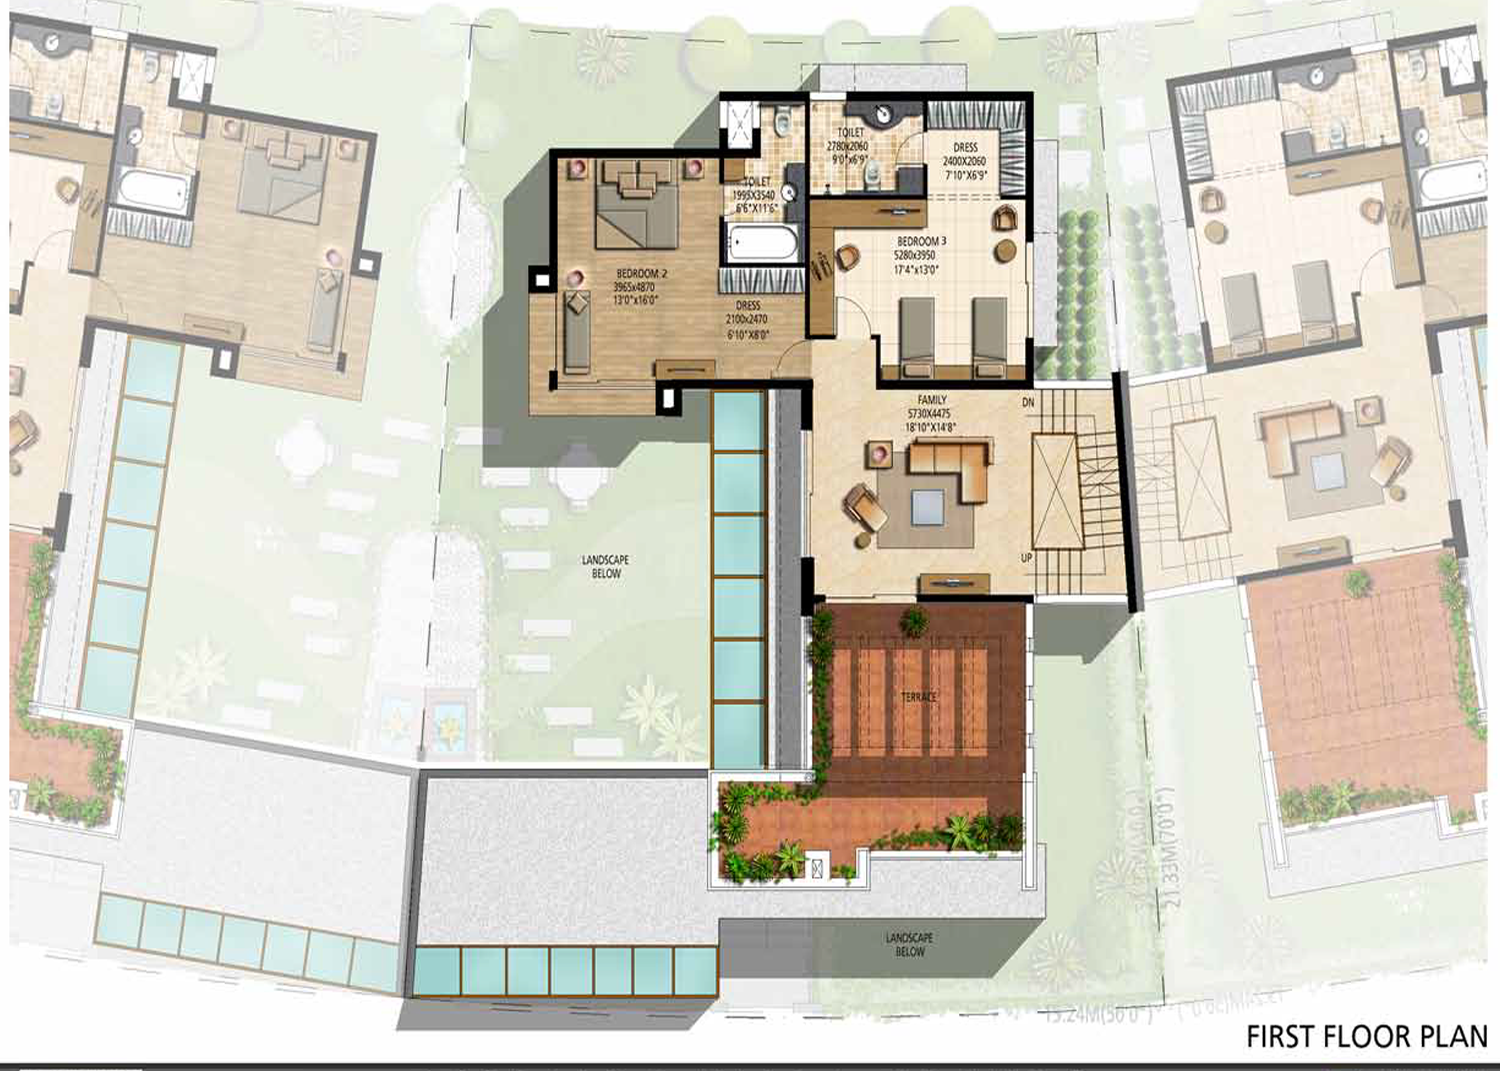 TOILET
2780x2060
9'0"x6'9"
DRESS
2400X2060
7'10"X6'9"
TOILET
1995X3540
6'6"X11'6"
BEDROOM 3
5280x3950
17'4"x13'0"
BEDROOM 2
3965x4870
13'0"x16'0"
DRESS
2100x2470
6'10"X8'0"
FAMILY
5730X4475
18'10"X14'8"
DN
UP
LANDSCAPE
BELOW
TERRACE
21.33M(70'0")
LANDSCAPE
BELOW
15.24M(50'0")
FIRST FLOOR PLAN